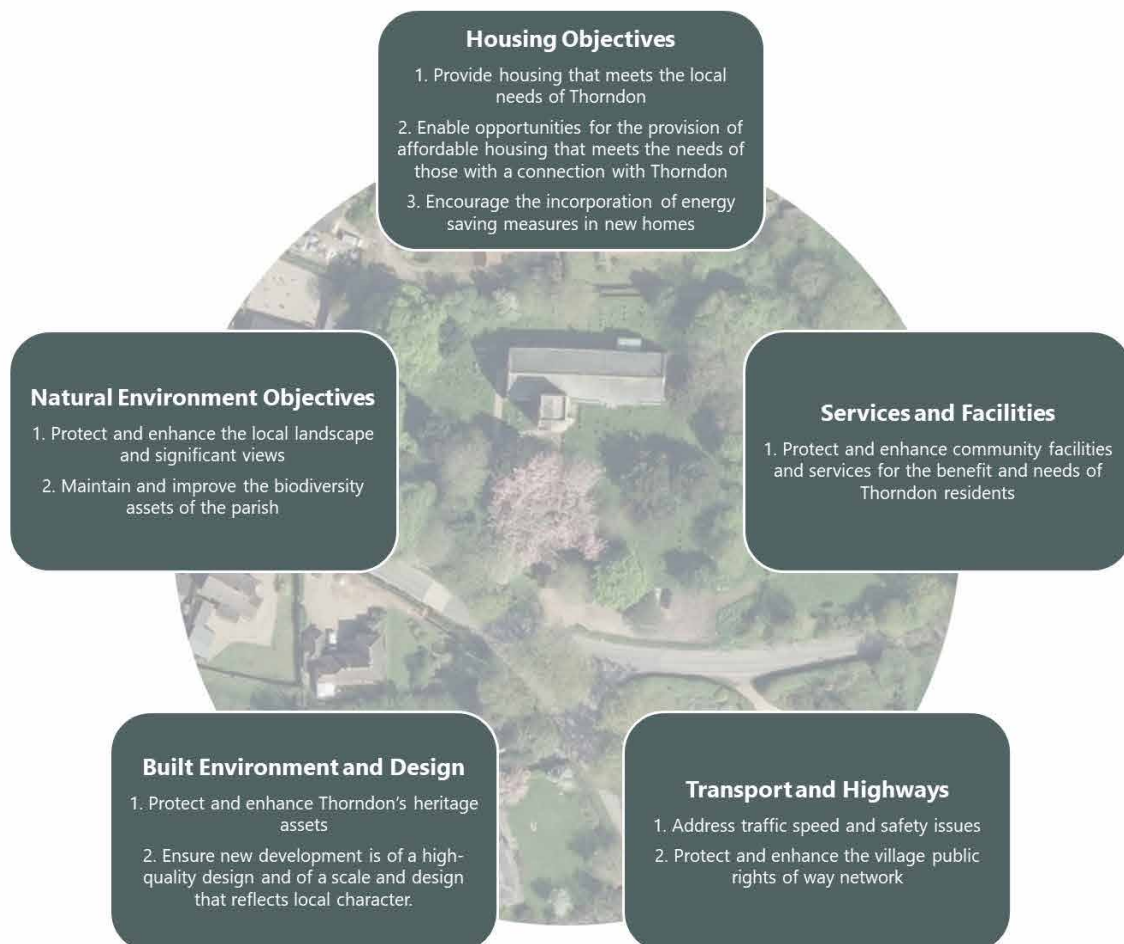 Housing Objectives
1. Provide housing that meets the local
needs of Thorndon
2. Enable opportunities for the provision of
affordable housing that meets the needs of
those with a connection with Thorndon
3. Encourage the incorporation of energy
saving measures in new homes
Natural Environment Objectives
1. Protect and enhance the local landscape
and significant views
2. Maintain and improve the biodiversity
assets of the parish
Services and Facilities
1. Protect and enhance community facilities
and services for the benefit and needs of
Thorndon residents
Built Environment and Design
1. Protect and enhance Thorndon's heritage
assets
2. Ensure new development is of a high-
quality design and of a scale and design
that reflects local character.
Transport and Highways
1. Address traffic speed and safety issues
2. Protect and enhance the village public
rights of way network